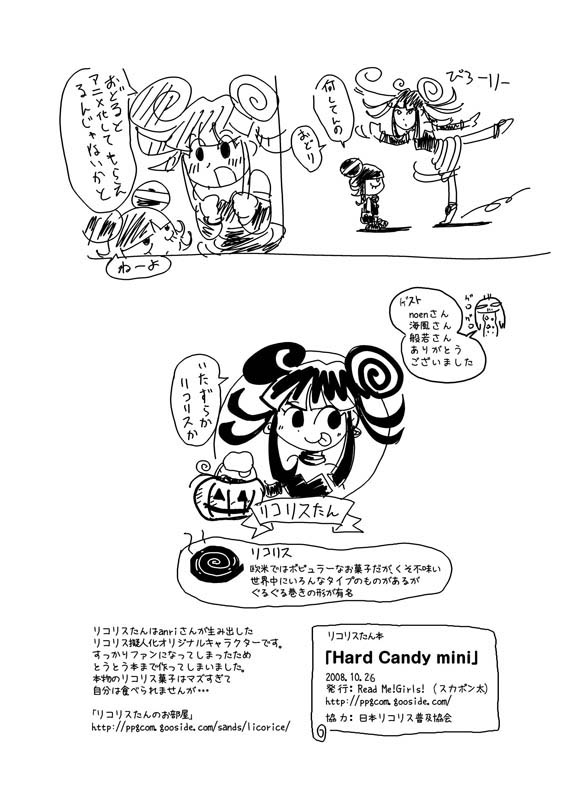 ぴろーりー
何してんの
おどり
おどると
アニメ化してもらえ
るんじゃないかと
ねーよ
ゲスト
noenさん
海風さん
般若さん
ありがとう
ございました
ゲロゲロ
いたずらか
リコリスか
リコリスたん
リコリス
欧米ではポピュラーなお菓子だが、くそ不味い
世界中にいろんなタイプのものがあるが
ぐるぐる巻きの形が有名
リコリスたんはanriさんが生み出した
リコリス擬人化オリジナルキャラクターです。
すっかりファンになってしまったため
とうとう本まで作ってしまいました。
本物のリコリス菓子はマズすぎて
自分は食べられませんが・・・
「リコリスたんのお部屋」
http://ppgcom.gooside.com/sands/licorice/
リコリスたん本
「Hard Candy mini」
2008.10.26
発行：Read Me!Girls! (スカポン太)
http://ppgcom.gooside.com/
協力：日本リコリス普及協会